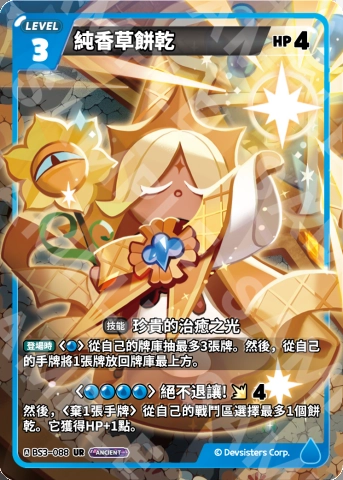 LEVEL
3
純香草餅乾
HP 4
技能 珍貴的治癒之光
登場時 〈〉從自己的牌庫抽最多3張牌。然後，從自己
的手牌將1張牌放回牌庫最上方。
〈〉絕不退讓! 4
然後，〈棄1張手牌〉從自己的戰鬥區選擇最多1個餅
乾。它獲得HP+1點。
A BS3-088 UR ANCIENT
© Devsisters Corp.